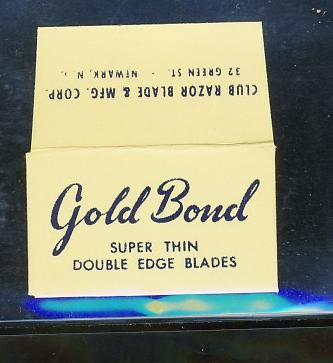 CLUB RAZOR BLADE & MFG. CORP.
32 GREEN ST. · NEWARK, N. J.
Gold Bond
SUPER THIN
DOUBLE EDGE BLADES